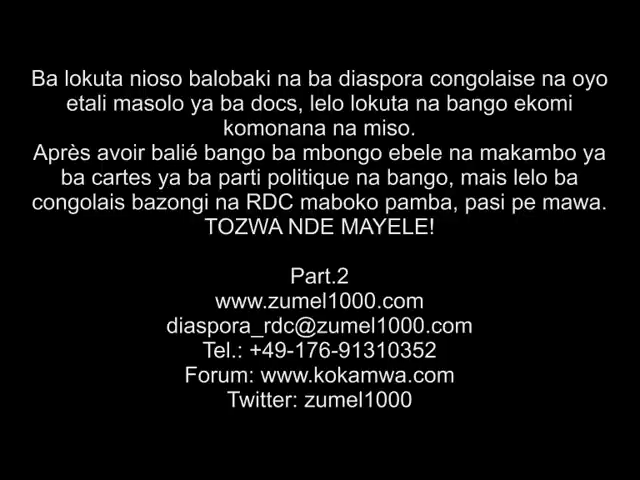 Ba lokuta nioso balobaki na ba diaspora congolaise na oyo
etali masolo ya ba docs, lelo lokuta na bango ekomi
komonana na miso.
Après avoir balié bango ba mbongo ebele na makambo ya
ba cartes ya ba parti politique na bango, mais lelo ba
congolais bazongi na RDC maboko pamba, pasi pe mawa.
TOZWA NDE MAYELE!
Part.2
www.zumel1000.com
diaspora_rdc@zumel1000.com
Tel.: +49-176-91310352
Forum: www.kokamwa.com
Twitter: zumel1000